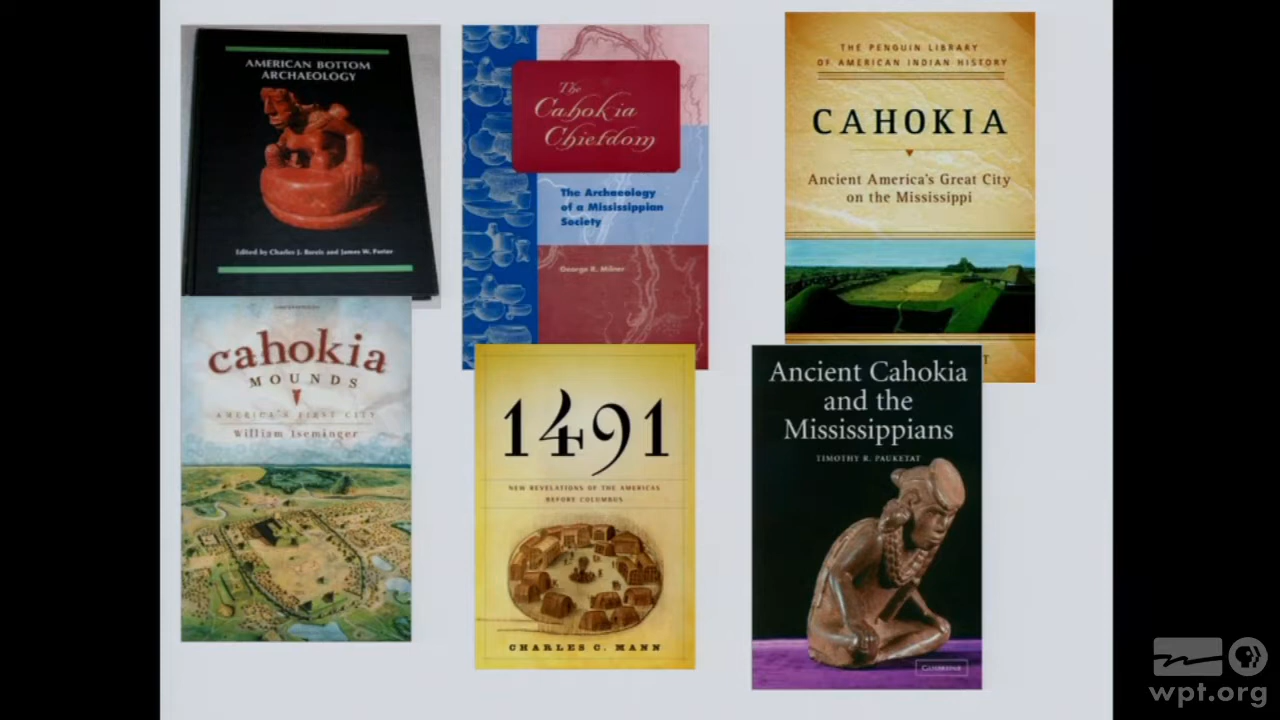 AMERICAN BOTTOM
ARCHAEOLOGY
Edited by Charles J. Bareis and James W. Porter
The
Cahokia
Chiefdom
The Archaeology
of a Mississippian
Society
George R. Milner
THE PENGUIN LIBRARY
OF AMERICAN INDIAN HISTORY
CAHOKIA
Ancient America's Great City
on the Mississippi
T
cahokia
MOUNDS
AMERICA'S FIRST CITY
William Iseminger
1491
NEW REVELATIONS OF THE AMERICAS
BEFORE COLUMBUS
CHARLES C. MANN
Ancient Cahokia
and the
Mississippians
TIMOTHY R. PAUKETAT
CAMBRIDGE
PBS
wpt.org